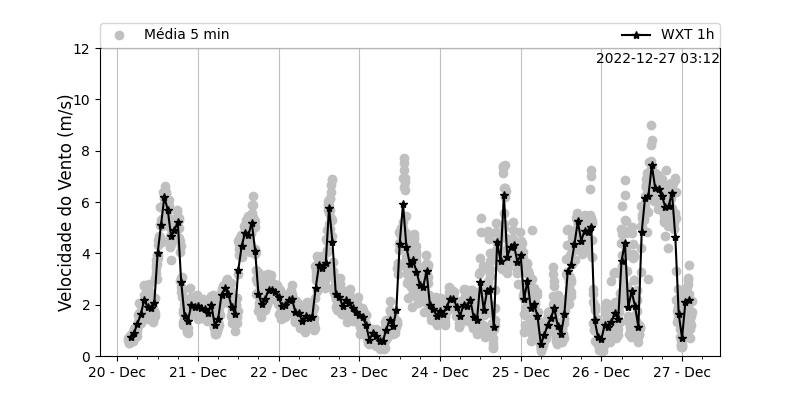 Média 5 min
WXT 1h
2022-12-27 03:12
Velocidade do Vento (m/s)
12
10
8
6
4
2
0
20 - Dec
21 - Dec
22 - Dec
23 - Dec
24 - Dec
25 - Dec
26 - Dec
27 - Dec